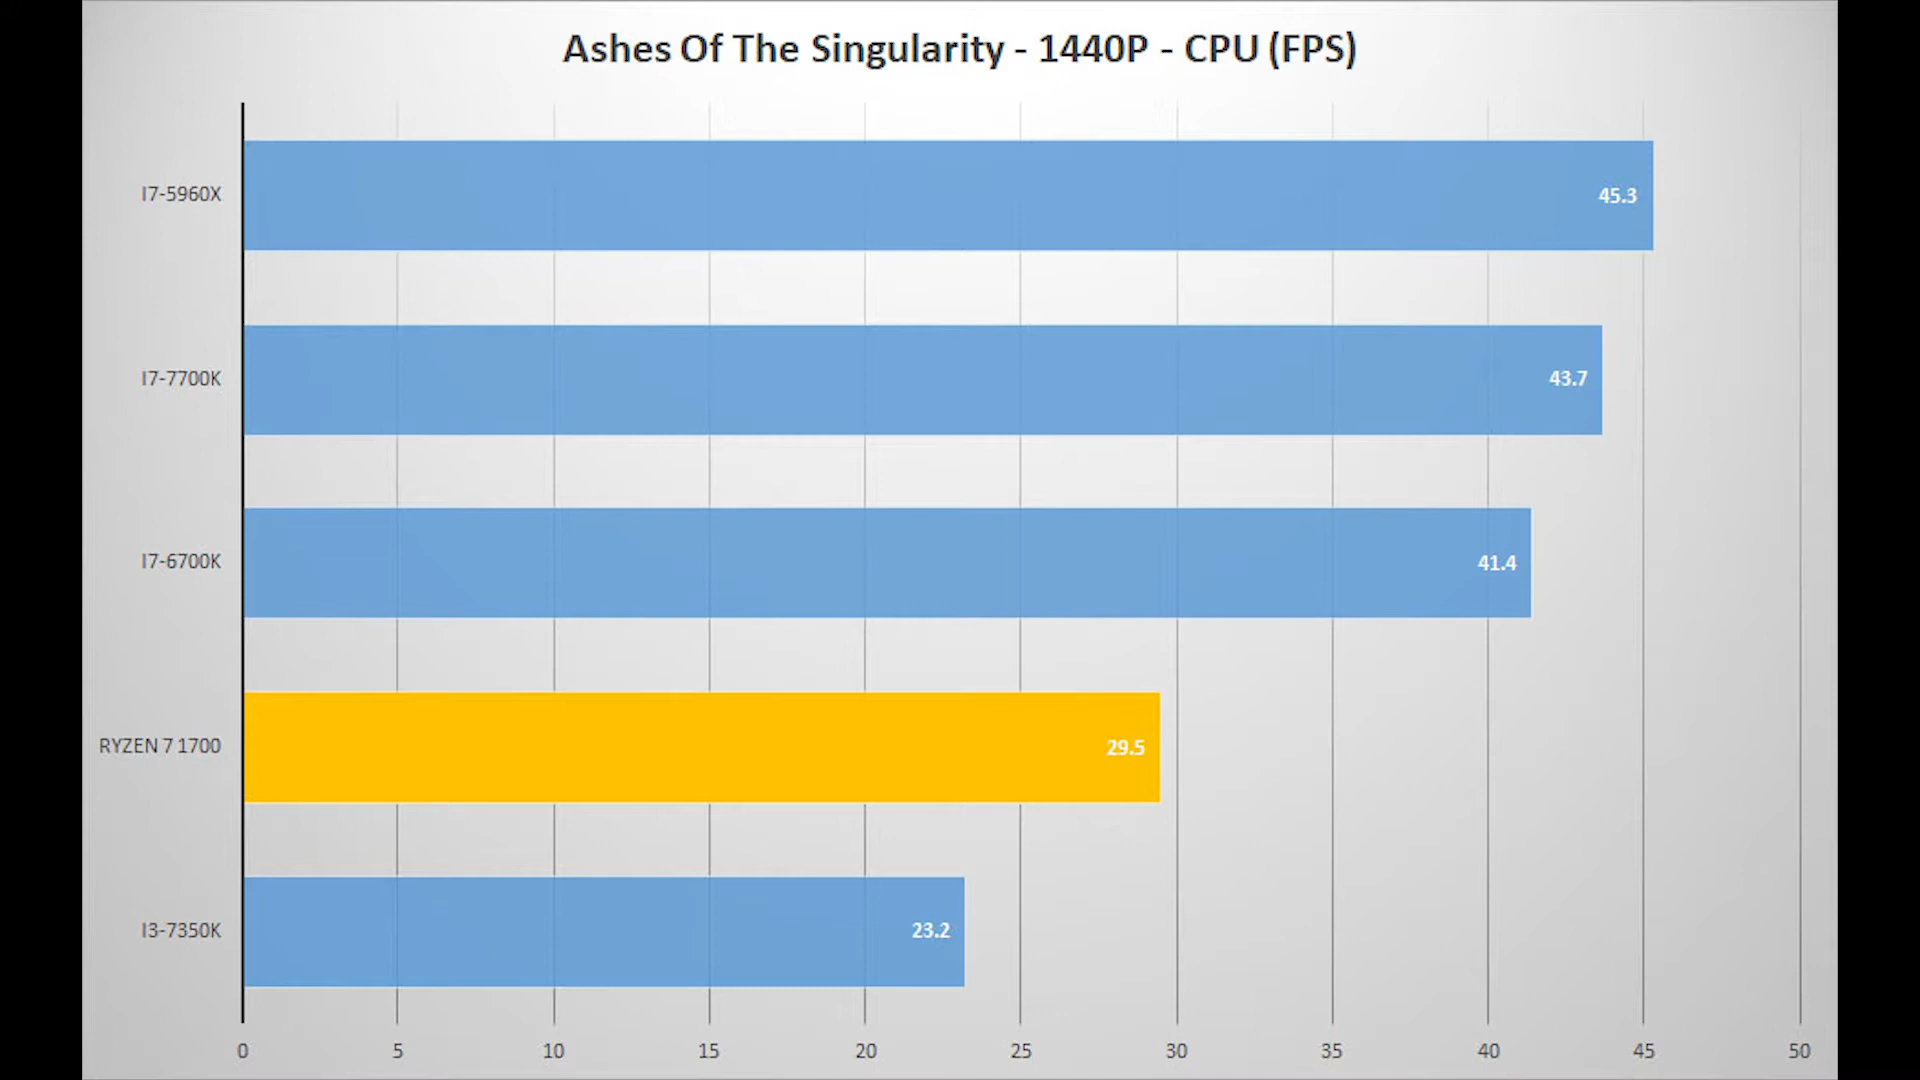 Ashes Of The Singularity - 1440P - CPU (FPS)
I7-5960X 45.3
I7-7700K 43.7
I7-6700K 41.4
RYZEN 7 1700 29.5
I3-7350K 23.2
0 5 10 15 20 25 30 35 40 45 50